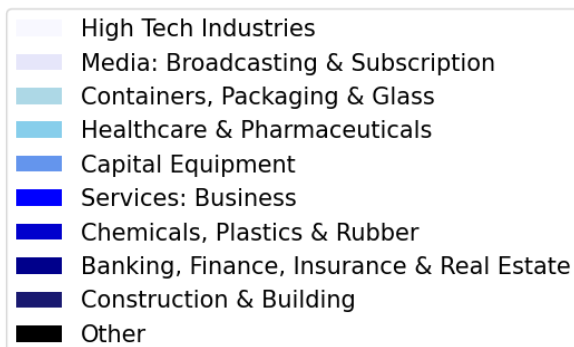 High Tech Industries
Media: Broadcasting & Subscription
Containers, Packaging & Glass
Healthcare & Pharmaceuticals
Capital Equipment
Services: Business
Chemicals, Plastics & Rubber
Banking, Finance, Insurance & Real Estate
Construction & Building
Other